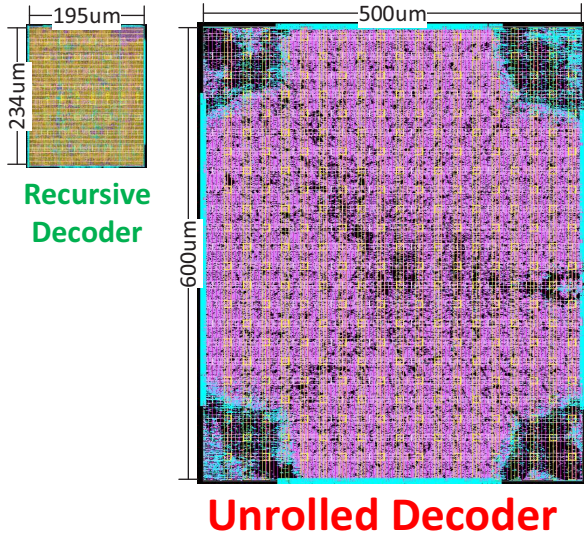 195um
234um
Recursive
Decoder
500um
600um
Unrolled Decoder